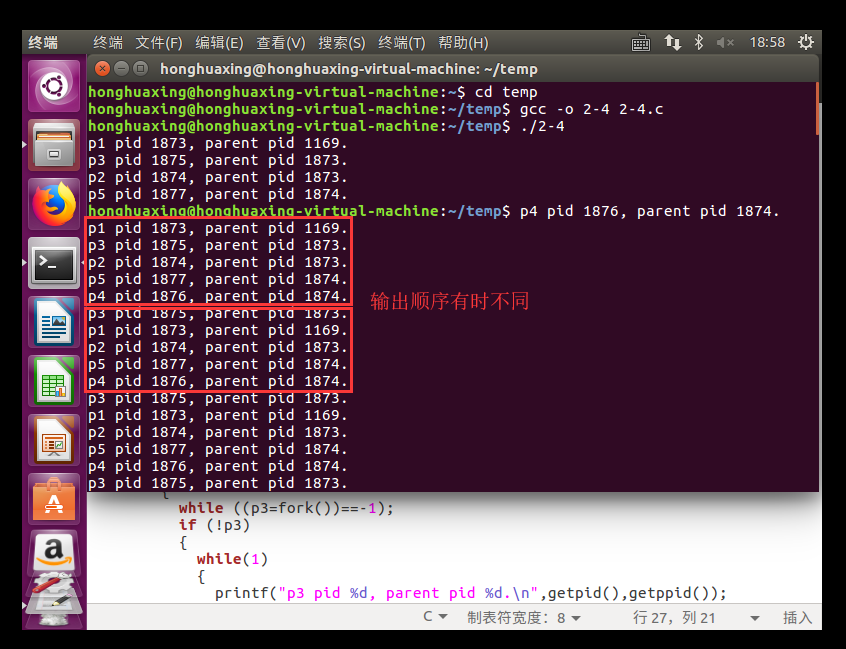 终端 终端 文件(F) 编辑(E) 查看(V) 搜索(S) 终端(T) 帮助(H) 18:58
honghuaxing@honghuaxing-virtual-machine: ~/temp
honghuaxing@honghuaxing-virtual-machine:~$ cd temp
honghuaxing@honghuaxing-virtual-machine:~/temp$ gcc -o 2-4 2-4.c
honghuaxing@honghuaxing-virtual-machine:~/temp$ ./2-4
p1 pid 1873, parent pid 1169.
p3 pid 1875, parent pid 1873.
p2 pid 1874, parent pid 1873.
p5 pid 1877, parent pid 1874.
honghuaxing@honghuaxing-virtual-machine:~/temp$ p4 pid 1876, parent pid 1874.
p1 pid 1873, parent pid 1169.
p3 pid 1875, parent pid 1873.
p2 pid 1874, parent pid 1873.
p5 pid 1877, parent pid 1874.
p4 pid 1876, parent pid 1874.
输出顺序有时不同
p3 pid 1875, parent pid 1873.
p1 pid 1873, parent pid 1169.
p2 pid 1874, parent pid 1873.
p5 pid 1877, parent pid 1874.
p4 pid 1876, parent pid 1874.
p3 pid 1875, parent pid 1873.
p1 pid 1873, parent pid 1169.
p2 pid 1874, parent pid 1873.
p5 pid 1877, parent pid 1874.
p4 pid 1876, parent pid 1874.
p3 pid 1875, parent pid 1873.
{
while ((p3=fork())==-1);
if (!p3)
{
while(1)
{
printf("p3 pid %d, parent pid %d.\n",getpid(),getppid());
C 制表符宽度：8 行 27，列 21 插入